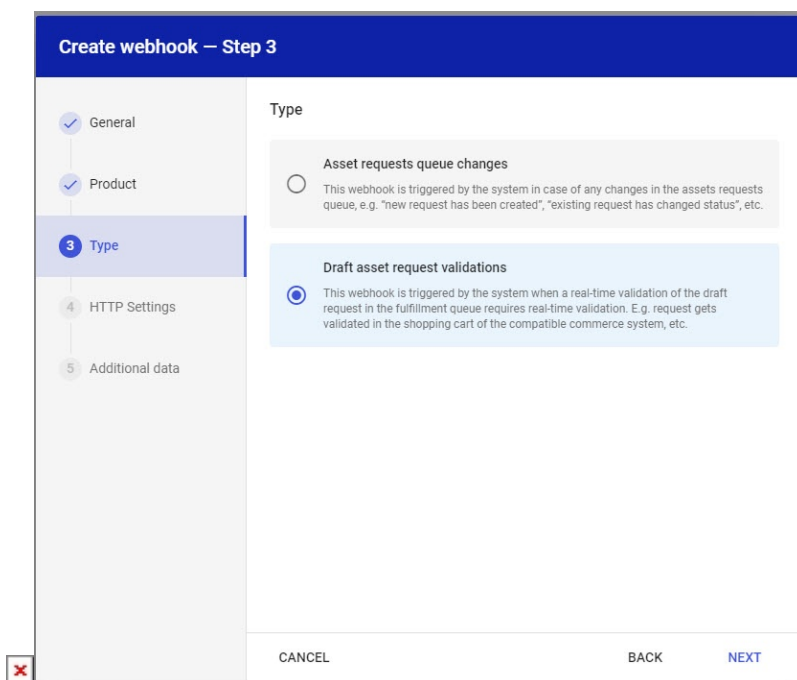 Create webhook — Step 3
General
Product
3 Type
4 HTTP Settings
5 Additional data
Type
Asset requests queue changes
This webhook is triggered by the system in case of any changes in the assets requests
queue, e.g. “new request has been created”, “existing request has changed status”, etc.
Draft asset request validations
This webhook is triggered by the system when a real-time validation of the draft
request in the fulfillment queue requires real-time validation. E.g. request gets
validated in the shopping cart of the compatible commerce system, etc.
CANCEL
BACK
NEXT